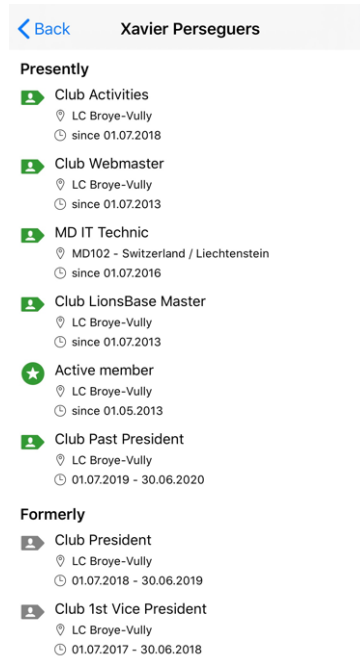 Back
Xavier Perseguers
Presently
Club Activities
LC Broye-Vully
since 01.07.2018
Club Webmaster
LC Broye-Vully
since 01.07.2013
MD IT Technic
MD102 - Switzerland / Liechtenstein
since 01.07.2016
Club LionsBase Master
LC Broye-Vully
since 01.07.2013
Active member
LC Broye-Vully
since 01.05.2013
Club Past President
LC Broye-Vully
01.07.2019 - 30.06.2020
Formerly
Club President
LC Broye-Vully
01.07.2018 - 30.06.2019
Club 1st Vice President
LC Broye-Vully
01.07.2017 - 30.06.2018